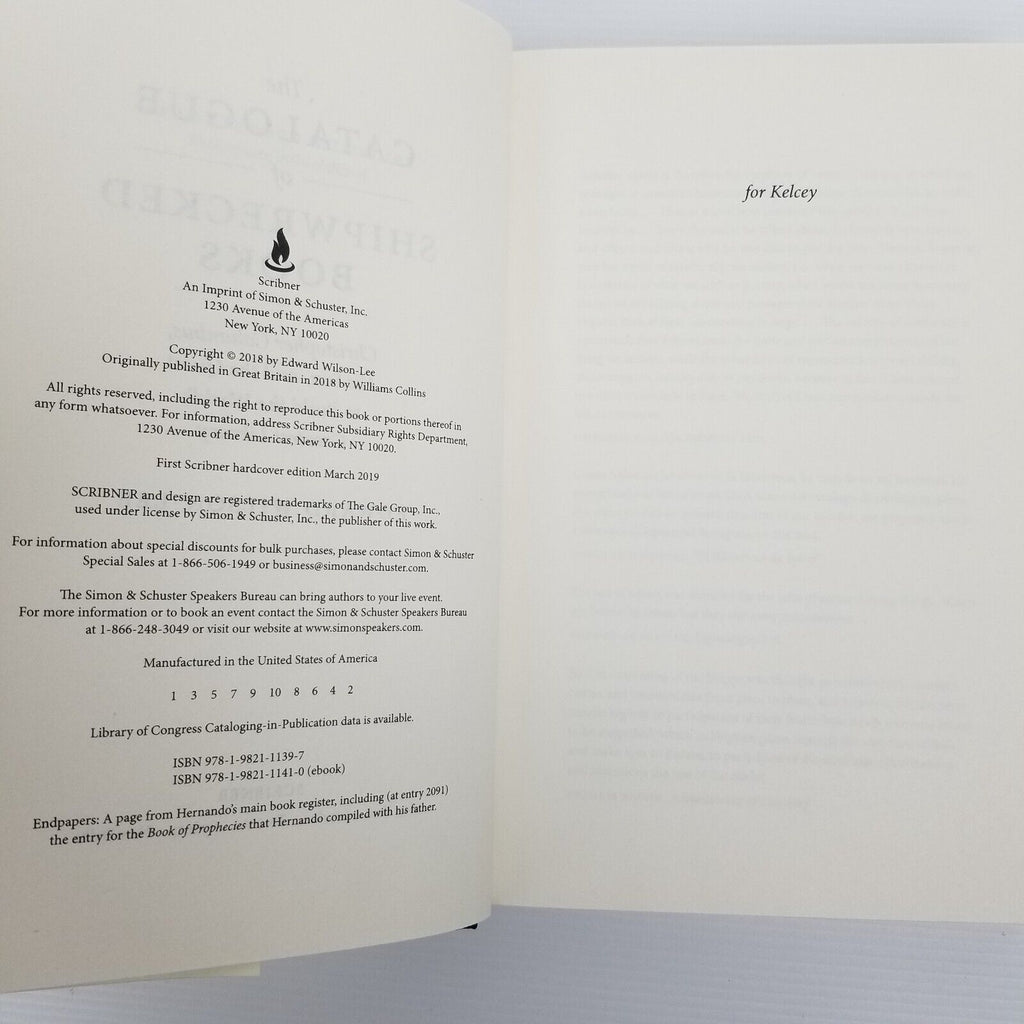 Scribner
An Imprint of Simon & Schuster, Inc.
1230 Avenue of the Americas
New York, NY 10020
Copyright © 2018 by Edward Wilson-Lee
Originally published in Great Britain in 2018 by Williams Collins
All rights reserved, including the right to reproduce this book or portions thereof in
any form whatsoever. For information, address Scribner Subsidiary Rights Department,
1230 Avenue of the Americas, New York, NY 10020.
First Scribner hardcover edition March 2019
SCRIBNER and design are registered trademarks of The Gale Group, Inc.,
used under license by Simon & Schuster, Inc., the publisher of this work.
For information about special discounts for bulk purchases, please contact Simon & Schuster
Special Sales at 1-866-506-1949 or business@simonandschuster.com.
The Simon & Schuster Speakers Bureau can bring authors to your live event.
For more information or to book an event contact the Simon & Schuster Speakers Bureau
at 1-866-248-3049 or visit our website at www.simonspeakers.com.
Manufactured in the United States of America
1 3 5 7 9 10 8 6 4 2
Library of Congress Cataloging-in-Publication data is available.
ISBN 978-1-9821-1139-7
ISBN 978-1-9821-1141-0 (ebook)
Endpapers: A page from Hernando's main book register, including (at entry 2091)
the entry for the Book of Prophecies that Hernando compiled with his father.
for Kelcey